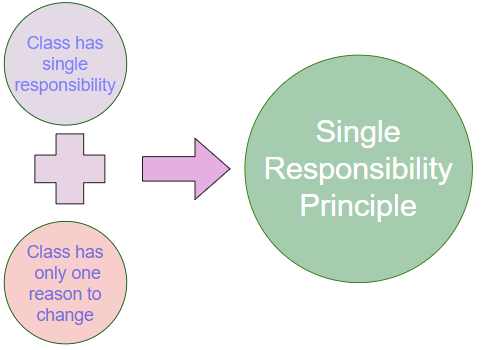 Class has
single
responsibility
Class has
only one
reason to
change
Single
Responsibility
Principle